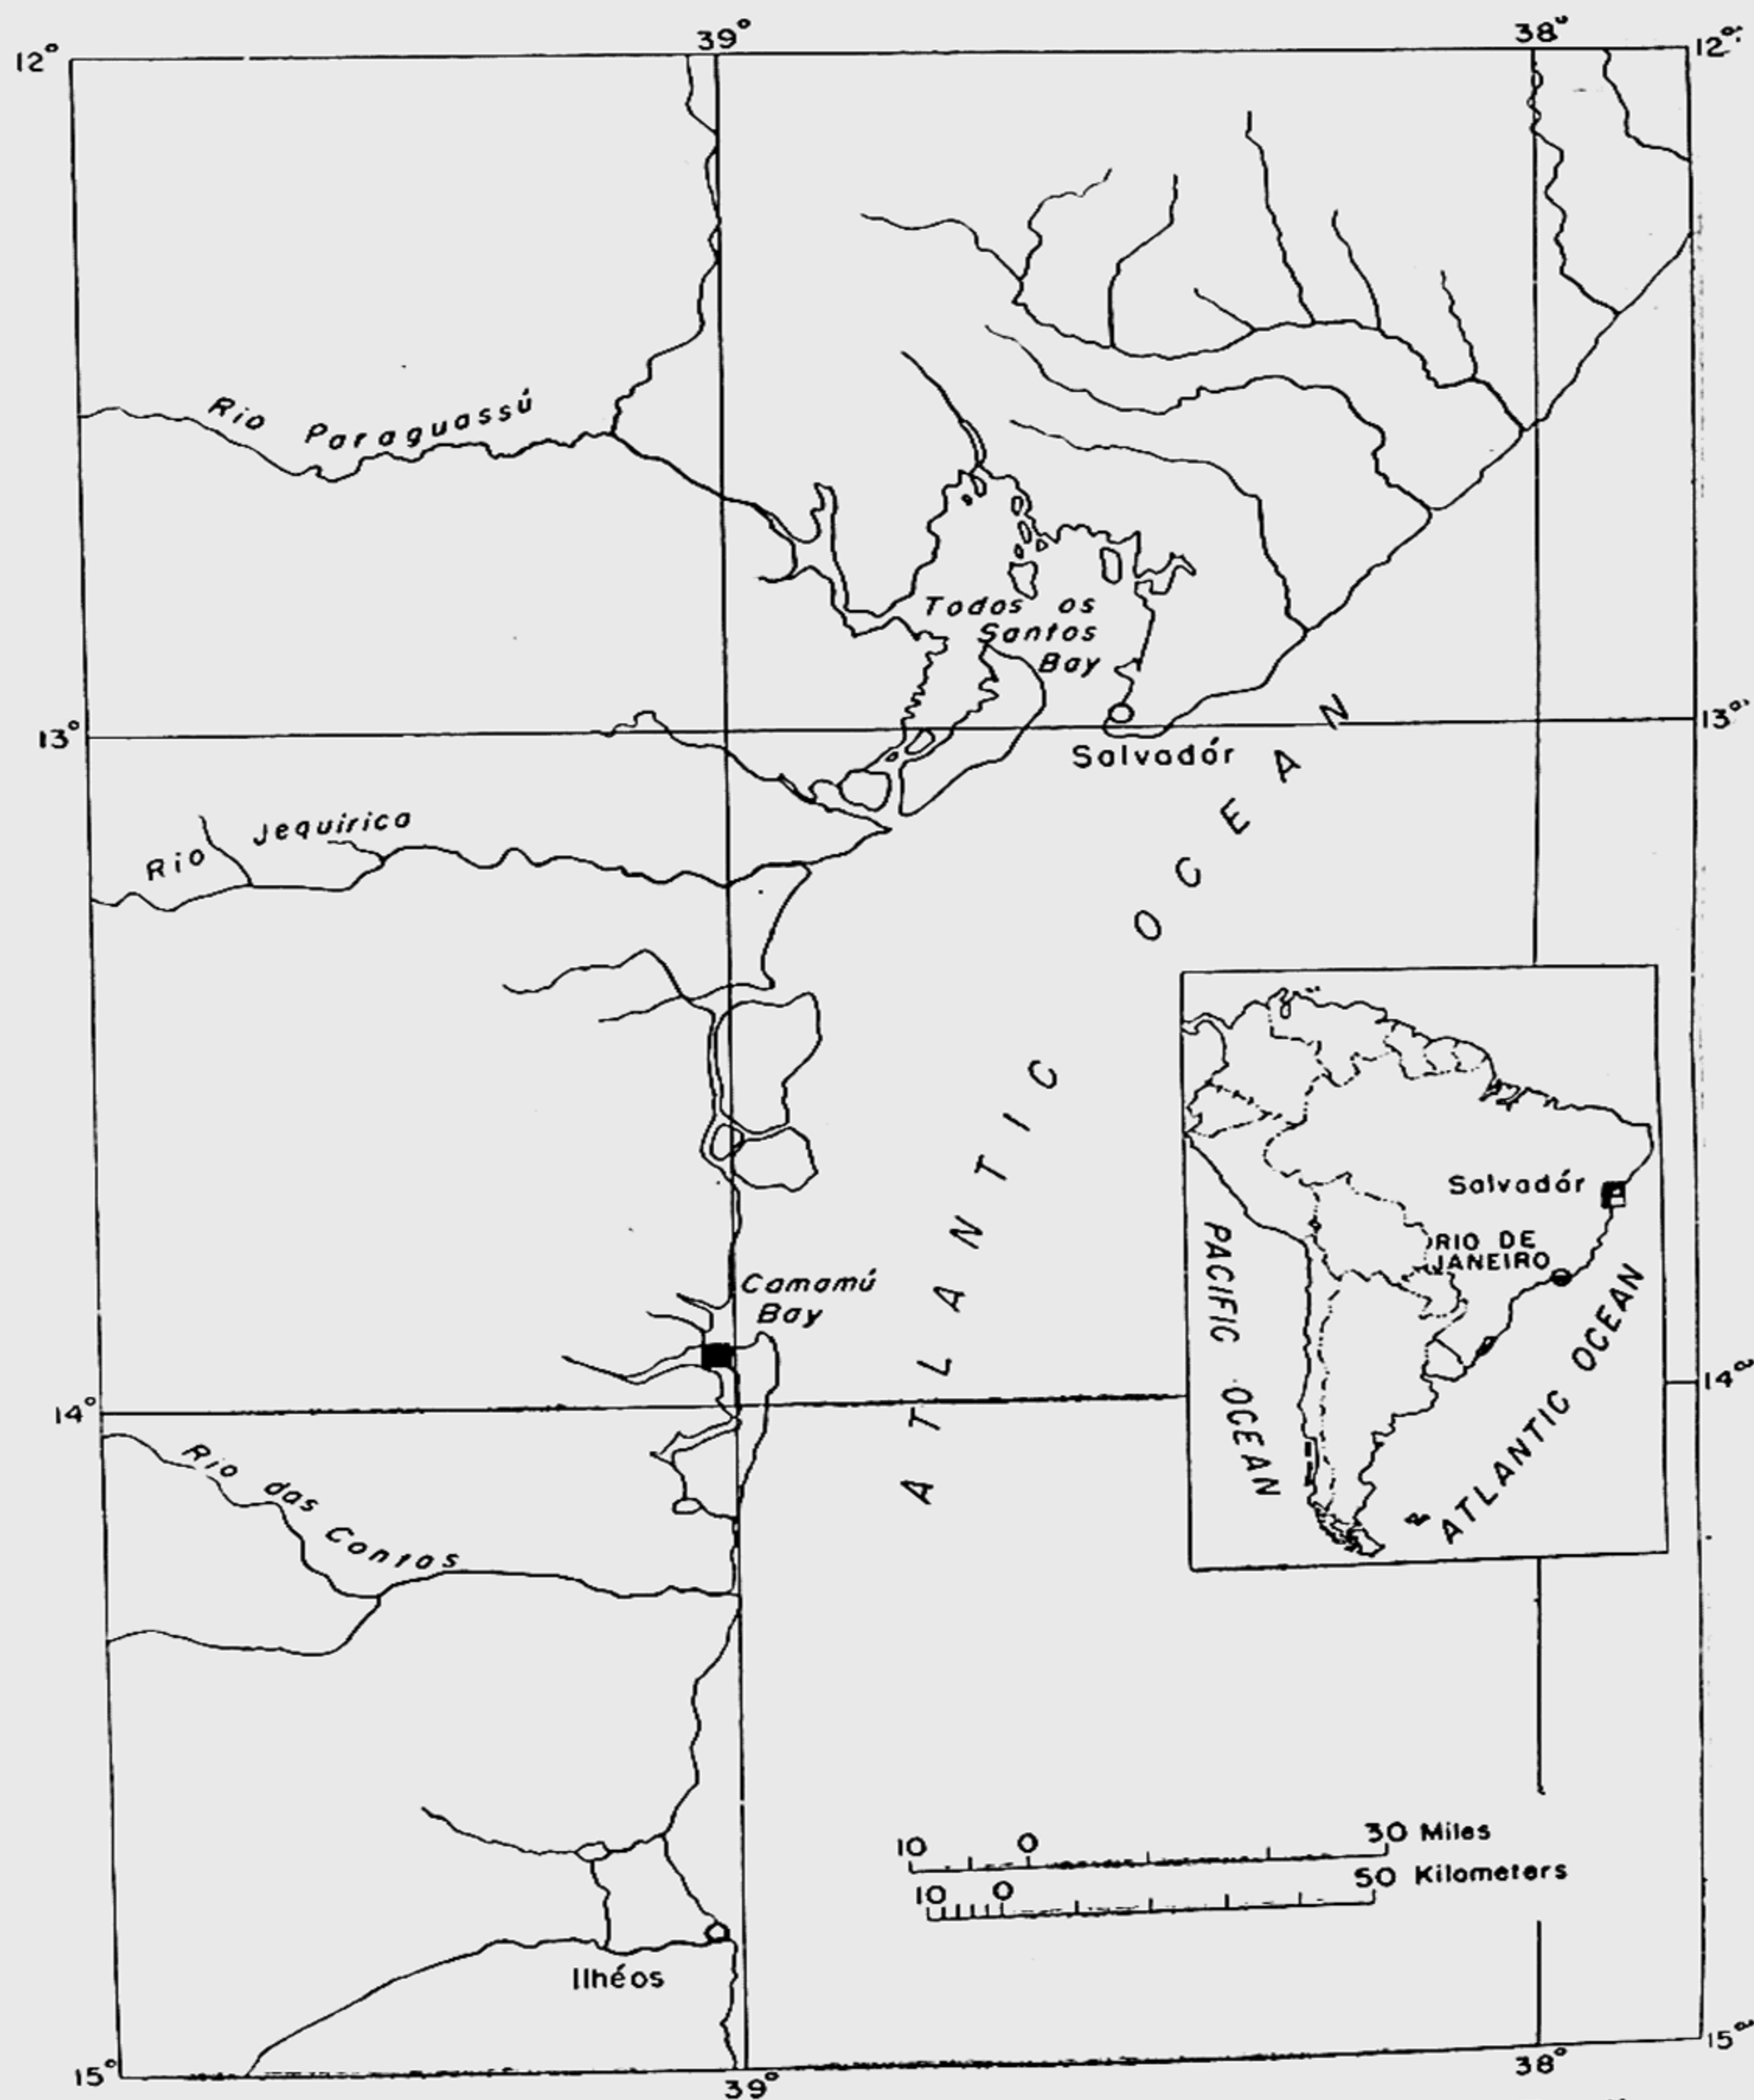 39°
38°
12°
12°
Rio Paraguassú
Todos os
Santos
Bay
13°
13°
Salvadór
Rio Jequirica
ATLANTIC OCEAN
Camamú
Bay
14°
14°
Rio das Contas
Ilhéos
Salvadór
RIO DE
JANEIRO
PACIFIC OCEAN
ATLANTIC OCEAN
10 0 30 Miles
50 Kilometers
10 0
15°
15°
39°
38°